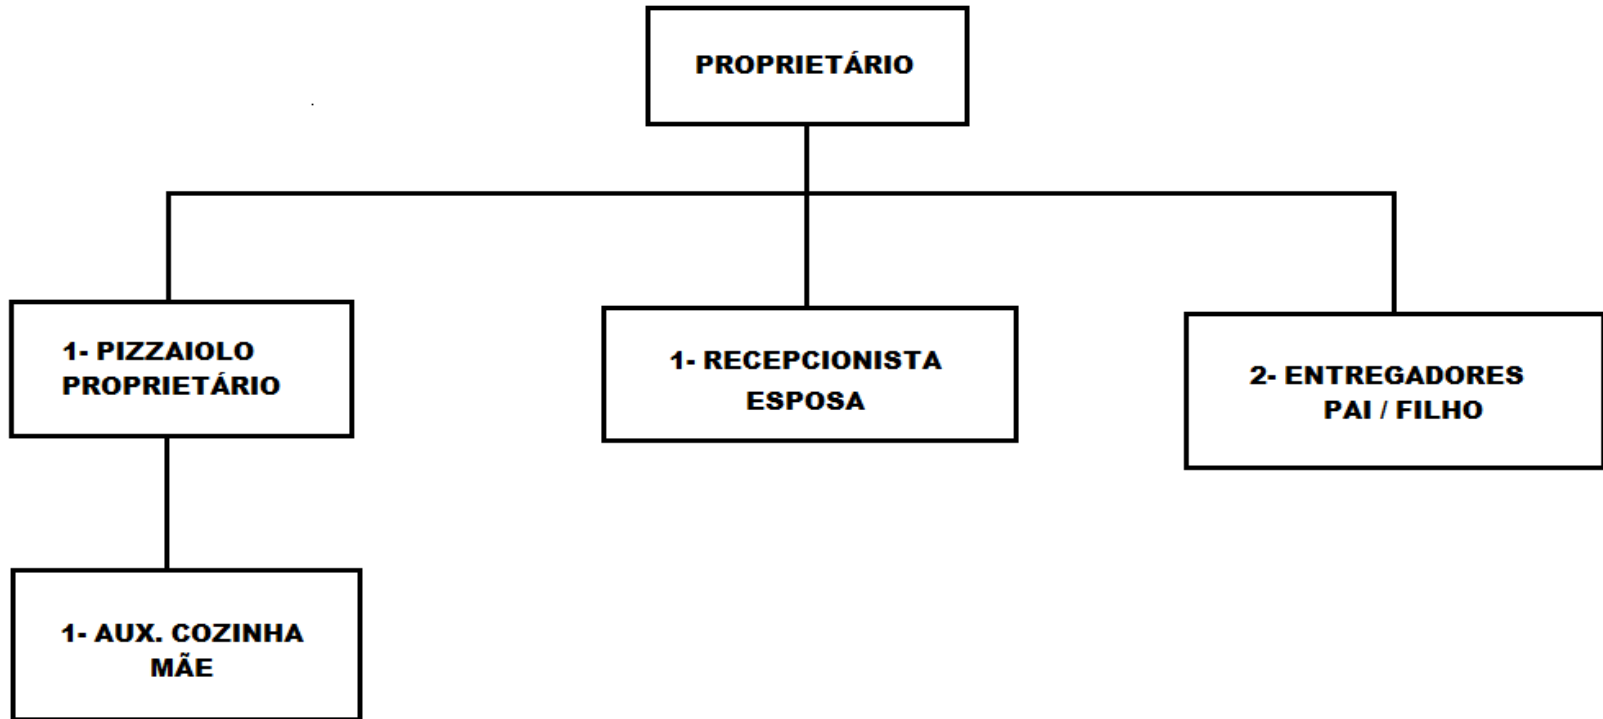 PROPRIETÁRIO
1- PIZZAIOLO
PROPRIETÁRIO
1- RECEPCIONISTA
ESPOSA
2- ENTREGADORES
PAI / FILHO
1- AUX. COZINHA
MÃE